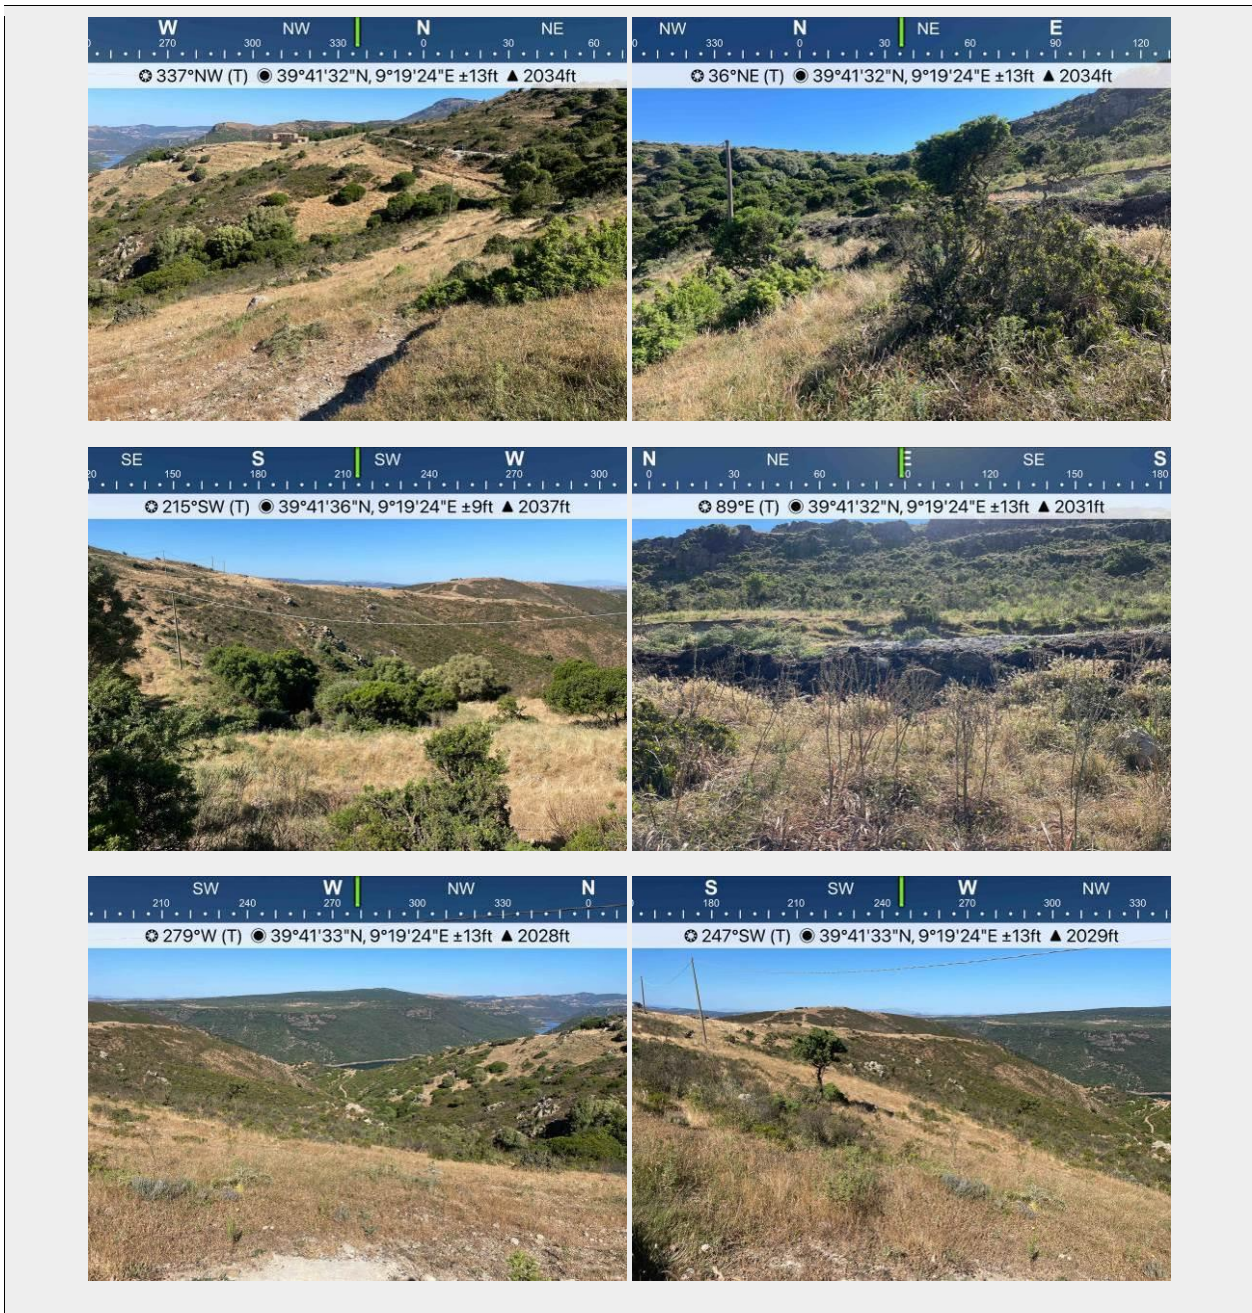 W NW N NE
270 300 330 0 30 60
337°NW (T) 39°41'32"N, 9°19'24"E ±13ft ▲ 2034ft
NW N NE E
330 0 30 60 90 120
36°NE (T) 39°41'32"N, 9°19'24"E ±13ft ▲ 2034ft
SE S SW W
150 180 210 240 270 300
215°SW (T) 39°41'36"N, 9°19'24"E ±9ft ▲ 2037ft
N NE E SE S
0 30 60 120 150 180
89°E (T) 39°41'32"N, 9°19'24"E ±13ft ▲ 2031ft
SW W NW N
210 240 270 300 330 0
279°W (T) 39°41'33"N, 9°19'24"E ±13ft ▲ 2028ft
S SW W NW
180 210 240 270 300 330
247°SW (T) 39°41'33"N, 9°19'24"E ±13ft ▲ 2029ft